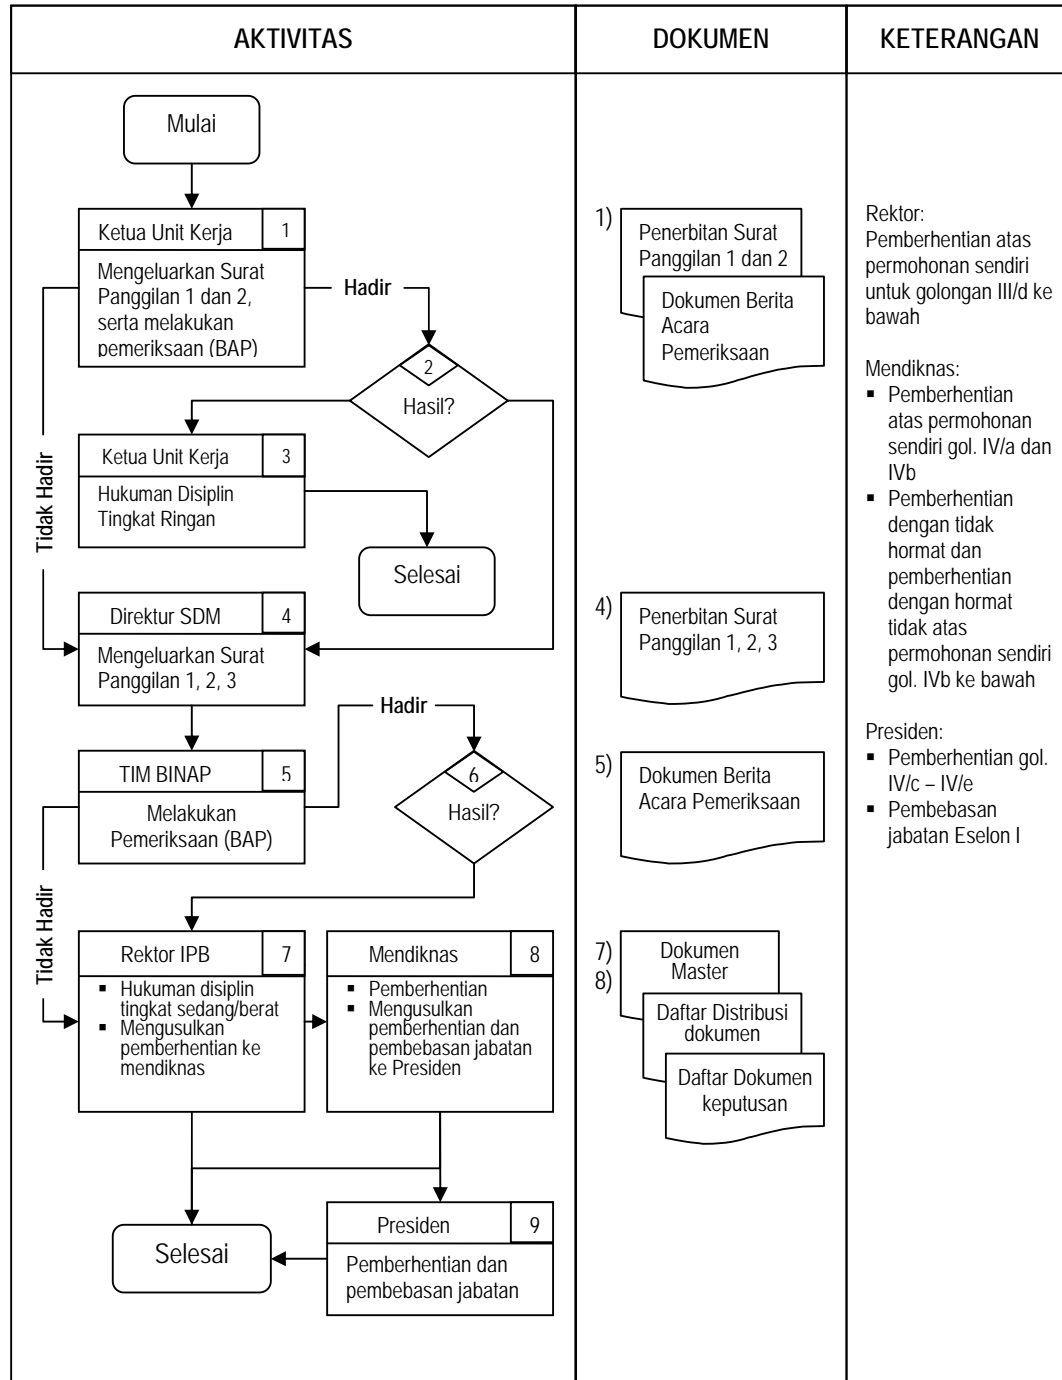 AKTIVITAS
DOKUMEN
KETERANGAN
Mulai
Ketua Unit Kerja
1
Mengeluarkan Surat
Panggilan 1 dan 2,
serta melakukan
pemeriksaan (BAP)
Hadir
2
Hasil?
Tidak Hadir
Ketua Unit Kerja
3
Hukuman Disiplin
Tingkat Ringan
Selesai
Direktur SDM
4
Mengeluarkan Surat
Panggilan 1, 2, 3
Hadir
TIM BINAP
5
Melakukan
Pemeriksaan (BAP)
6
Hasil?
Tidak Hadir
Rektor IPB
7
▪ Hukuman disiplin
tingkat sedang/berat
▪ Mengusulkan
pemberhentian ke
mendiknas
Mendiknas
8
▪ Pemberhentian
▪ Mengusulkan
pemberhentian dan
pembebasan jabatan
ke Presiden
Presiden
9
Pemberhentian dan
pembebasan jabatan
Selesai
1)
Penerbitan Surat
Panggilan 1 dan 2
Dokumen Berita
Acara
Pemeriksaan
4)
Penerbitan Surat
Panggilan 1, 2, 3
5)
Dokumen Berita
Acara Pemeriksaan
7)
8)
Dokumen
Master
Daftar Distribusi
dokumen
Daftar Dokumen
keputusan
Rektor:
Pemberhentian atas
permohonan sendiri
untuk golongan III/d ke
bawah
Mendiknas:
▪ Pemberhentian
atas permohonan
sendiri gol. IV/a dan
IVb
▪ Pemberhentian
dengan tidak
hormat dan
pemberhentian
dengan hormat
tidak atas
permohonan sendiri
gol. IVb ke bawah
Presiden:
▪ Pemberhentian gol.
IV/c – IV/e
▪ Pembebasan
jabatan Eselon I